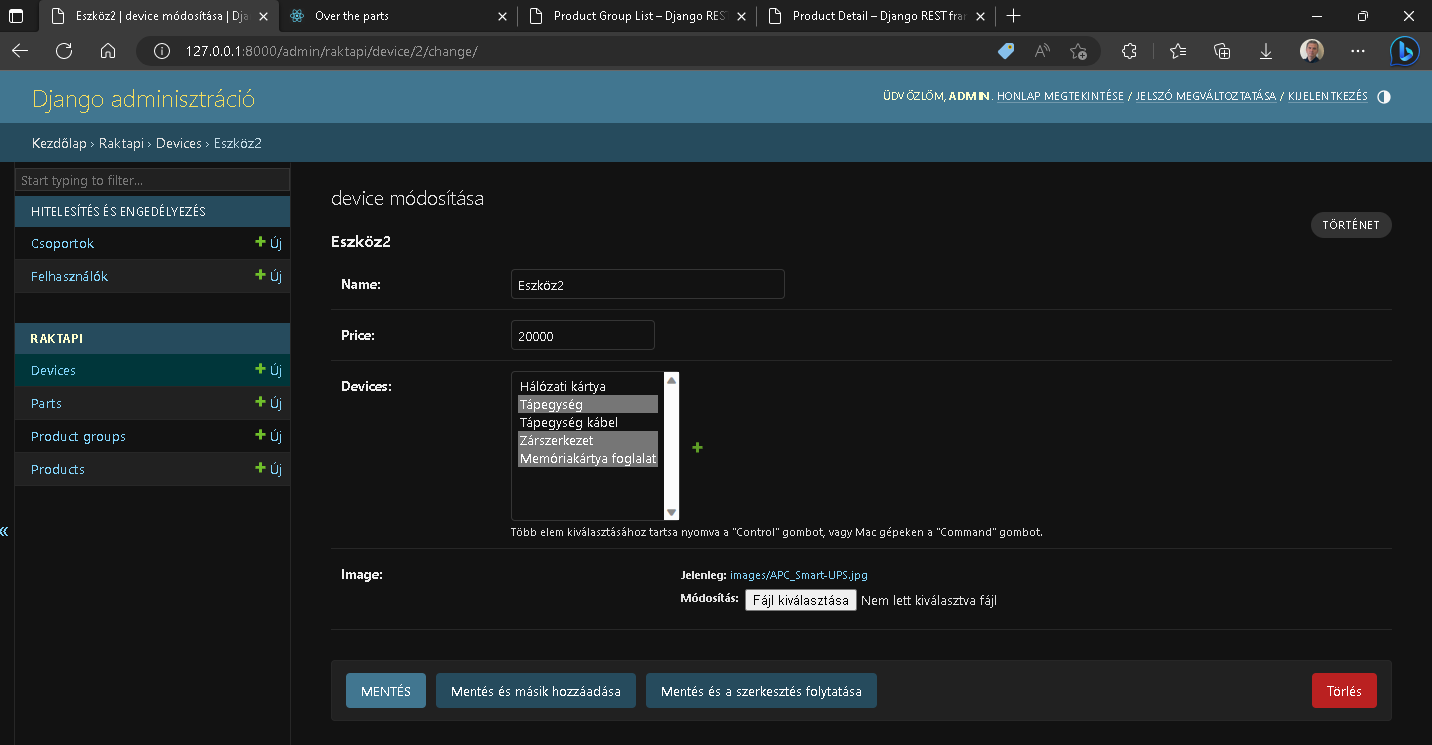 Eszköz2 | device módosítása | Dja
Over the parts
Product Group List – Django RES
Product Detail – Django REST fra
127.0.0.1:8000/admin/raktapi/device/2/change/
Django adminisztráció
ÜDVÖZLÖM, ADMIN. HONLAP MEGTEKINTÉSE / JELSZÓ MEGVÁLTOZTATÁSA / KIJELENTKEZÉS
Kezdőlap › Raktapi › Devices › Eszköz2
Start typing to filter...
HITELESÍTÉS ÉS ENGEDÉLYEZÉS
Csoportok
Új
Felhasználók
Új
RAKTAPI
Devices
Új
Parts
Új
Product groups
Új
Products
Új
«
device módosítása
TÖRTÉNET
Eszköz2
Name:
Eszköz2
Price:
20000
Devices:
Hálózati kártya
Tápegység
Tápegység kábel
Zárszerkezet
Memóriakártya foglalat
Több elem kiválasztásához tartsa nyomva a "Control" gombot, vagy Mac gépeken a "Command" gombot.
Image:
Jelenleg: images/APC_Smart-UPS.jpg
Módosítás: Fájl kiválasztása Nem lett kiválasztva fájl
MENTÉS
Mentés és másik hozzáadása
Mentés és a szerkesztés folytatása
Törlés